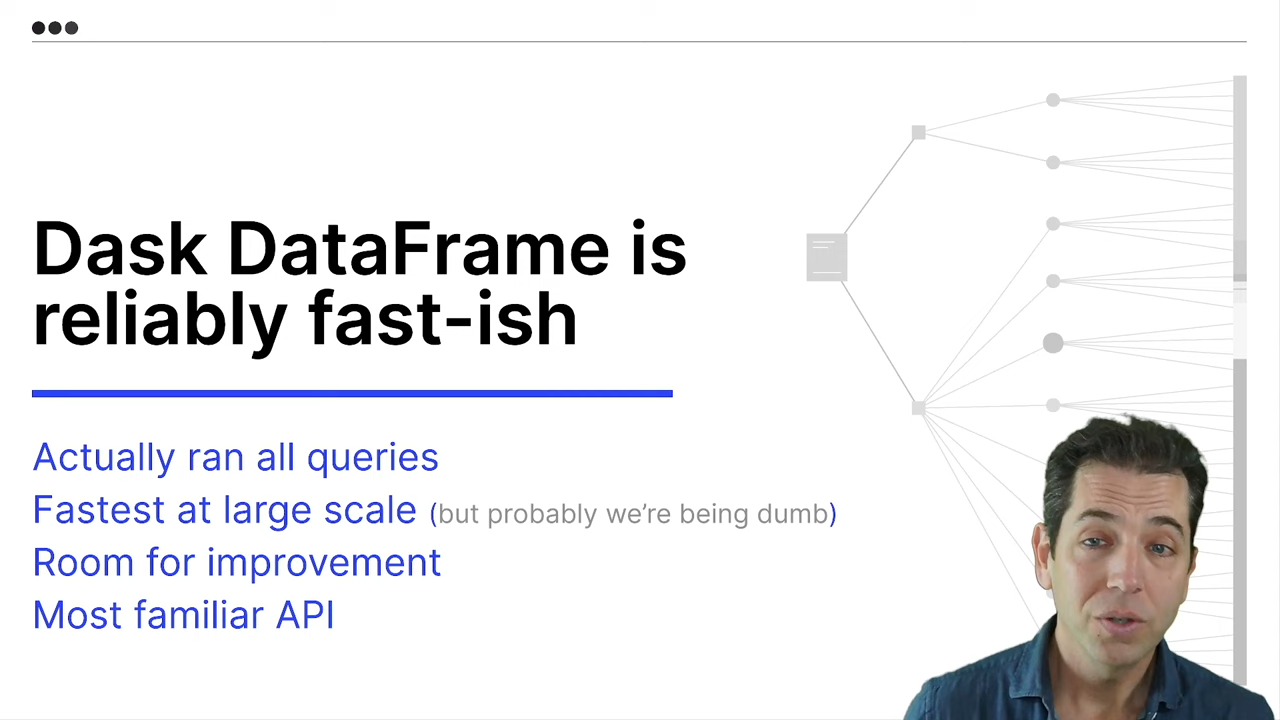 Dask DataFrame is
reliably fast-ish
Actually ran all queries
Fastest at large scale (but probably we’re being dumb)
Room for improvement
Most familiar API